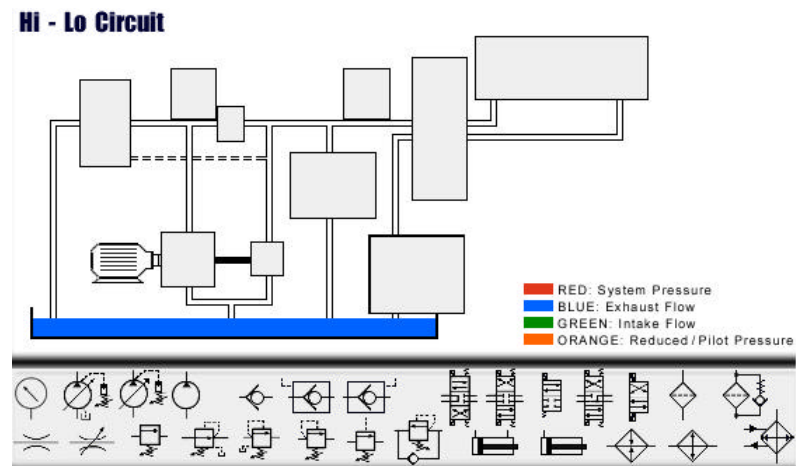 Hi - Lo Circuit
RED: System Pressure
BLUE: Exhaust Flow
GREEN: Intake Flow
ORANGE: Reduced / Pilot Pressure